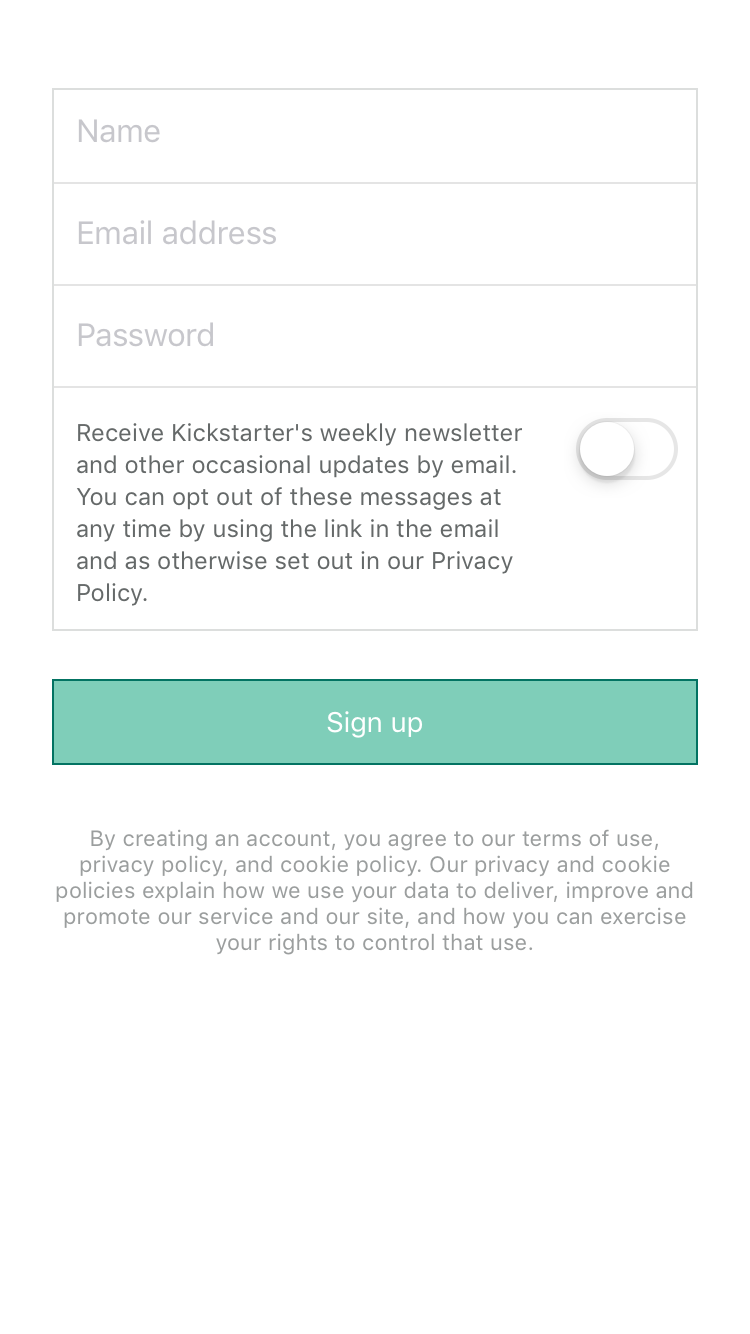 Name
Email address
Password
Receive Kickstarter's weekly newsletter
and other occasional updates by email.
You can opt out of these messages at
any time by using the link in the email
and as otherwise set out in our Privacy
Policy.
Sign up
By creating an account, you agree to our terms of use,
privacy policy, and cookie policy. Our privacy and cookie
policies explain how we use your data to deliver, improve and
promote our service and our site, and how you can exercise
your rights to control that use.